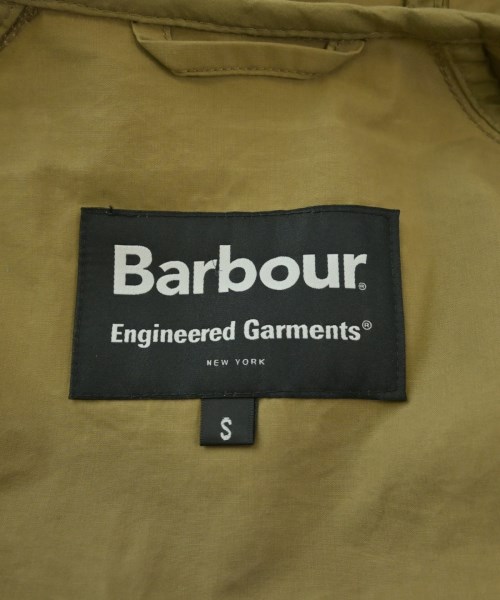 Barbour®
Engineered Garments®
NEW YORK
S